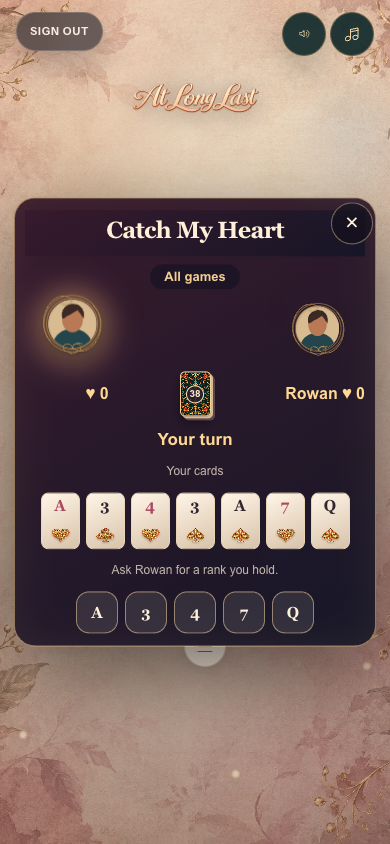 SIGN OUT
At Long Last
Catch My Heart
×
All games
♥ 0
Rowan ♥ 0
38
Your turn
Your cards
A 3 4 3 A 7 Q
Ask Rowan for a rank you hold.
A 3 4 7 Q